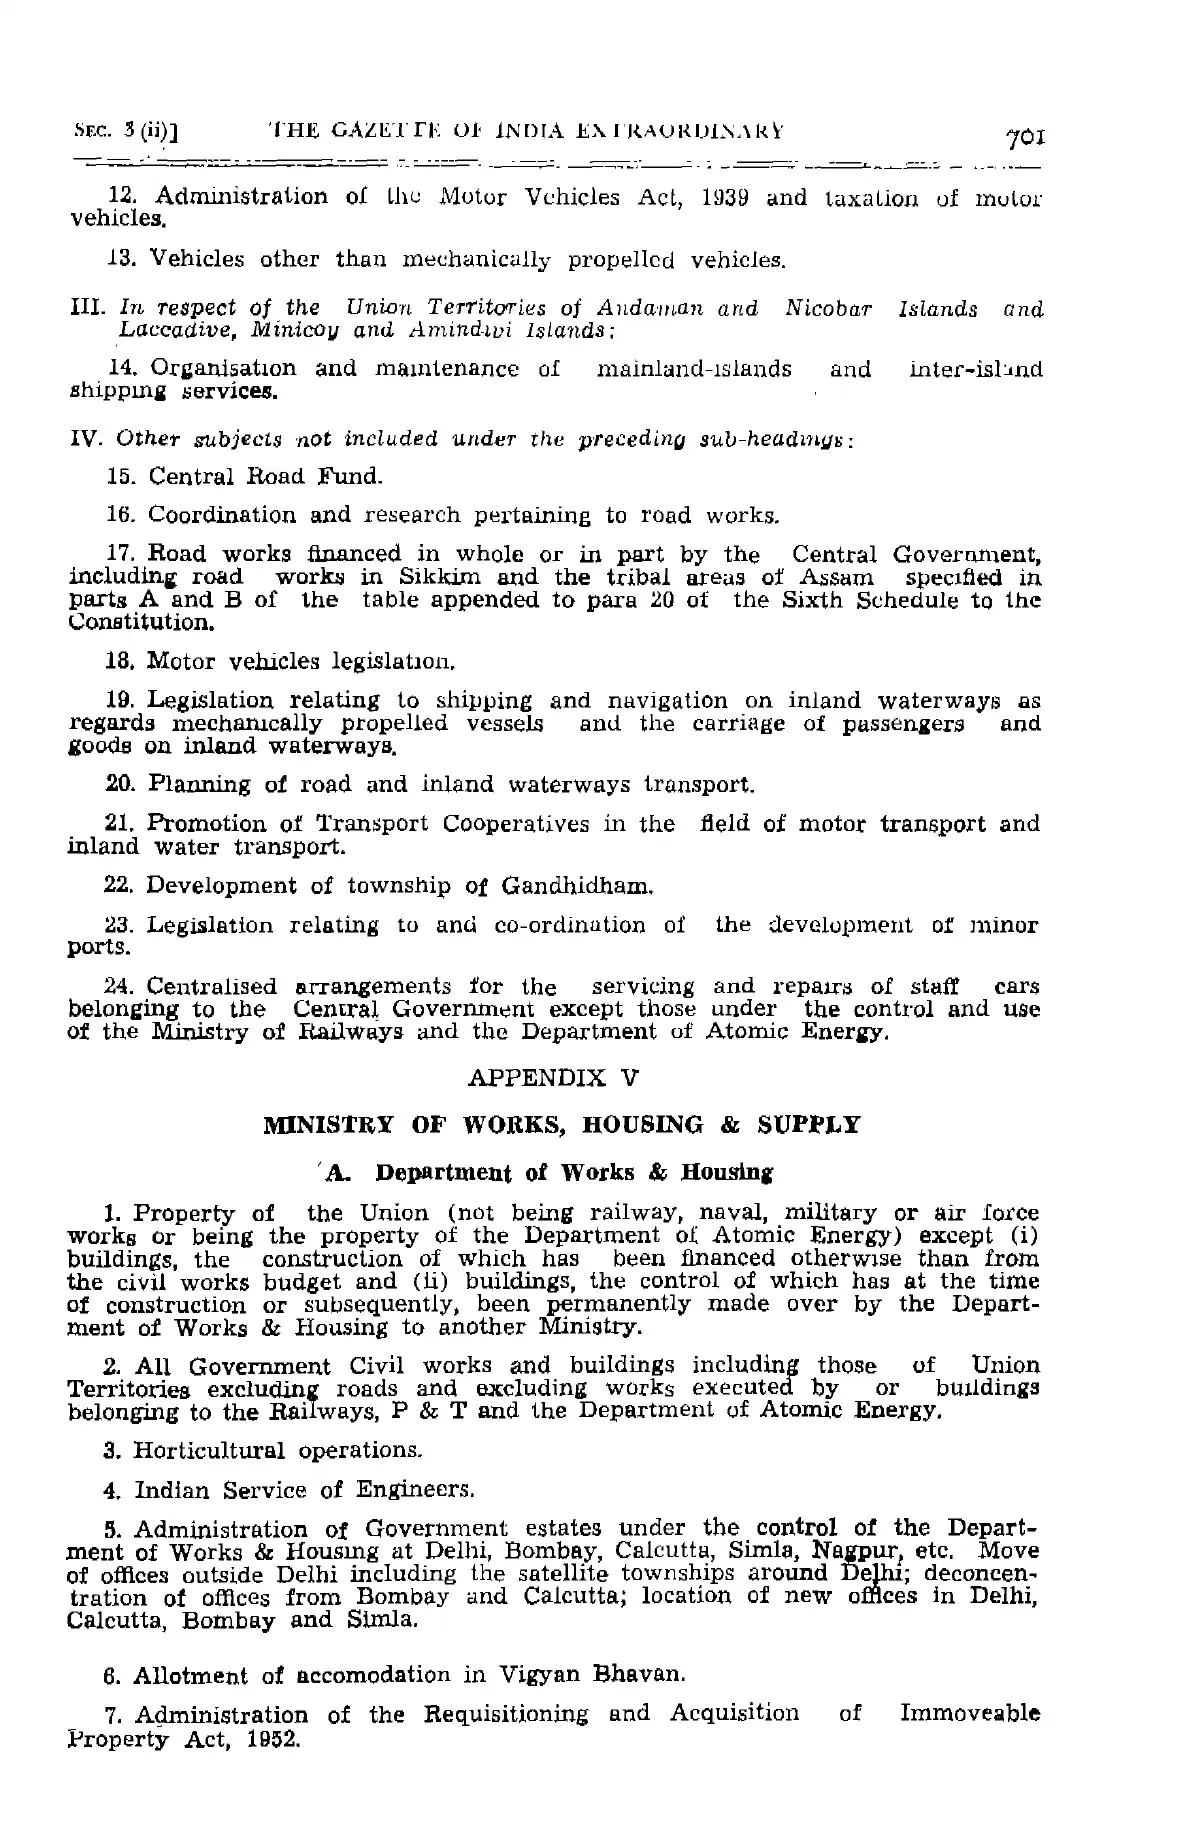 SEC. 3 (ii)] THE GAZETTE OF INDIA EXTRAORDINARY 701
12. Administration of the Motor Vehicles Act, 1939 and taxation of motor
vehicles.
13. Vehicles other than mechanically propelled vehicles.
III. In respect of the Union Territories of Andaman and Nicobar Islands and
Laccadive, Minicoy and Amindivi Islands:
14. Organisation and maintenance of mainland-islands and inter-island
shipping services.
IV. Other subjects not included under the preceding sub-headings:
15. Central Road Fund.
16. Coordination and research pertaining to road works.
17. Road works financed in whole or in part by the Central Government,
including road works in Sikkim and the tribal areas of Assam specified in
parts A and B of the table appended to para 20 of the Sixth Schedule to the
Constitution.
18. Motor vehicles legislation.
19. Legislation relating to shipping and navigation on inland waterways as
regards mechanically propelled vessels and the carriage of passengers and
goods on inland waterways.
20. Planning of road and inland waterways transport.
21. Promotion of Transport Cooperatives in the field of motor transport and
inland water transport.
22. Development of township of Gandhidham.
23. Legislation relating to and co-ordination of the development of minor
ports.
24. Centralised arrangements for the servicing and repairs of staff cars
belonging to the Central Government except those under the control and use
of the Ministry of Railways and the Department of Atomic Energy.
APPENDIX V
MINISTRY OF WORKS, HOUSING & SUPPLY
A. Department of Works & Housing
1. Property of the Union (not being railway, naval, military or air force
works or being the property of the Department of Atomic Energy) except (i)
buildings, the construction of which has been financed otherwise than from
the civil works budget and (ii) buildings, the control of which has at the time
of construction or subsequently, been permanently made over by the Depart-
ment of Works & Housing to another Ministry.
2. All Government Civil works and buildings including those of Union
Territories excluding roads and excluding works executed by or buildings
belonging to the Railways, P & T and the Department of Atomic Energy.
3. Horticultural operations.
4. Indian Service of Engineers.
5. Administration of Government estates under the control of the Depart-
ment of Works & Housing at Delhi, Bombay, Calcutta, Simla, Nagpur, etc. Move
of offices outside Delhi including the satellite townships around Delhi; deconcen-
tration of offices from Bombay and Calcutta; location of new offices in Delhi,
Calcutta, Bombay and Simla.
6. Allotment of accomodation in Vigyan Bhavan.
7. Administration of the Requisitioning and Acquisition of Immoveable
Property Act, 1952.